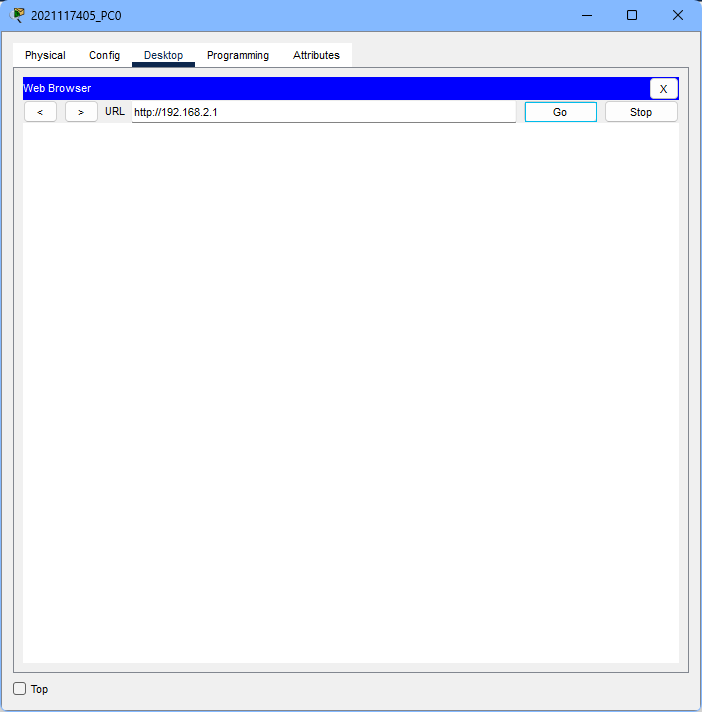 2021117405_PC0
Physical Config Desktop Programming Attributes
Web Browser X
< > URL http://192.168.2.1 Go Stop
Top